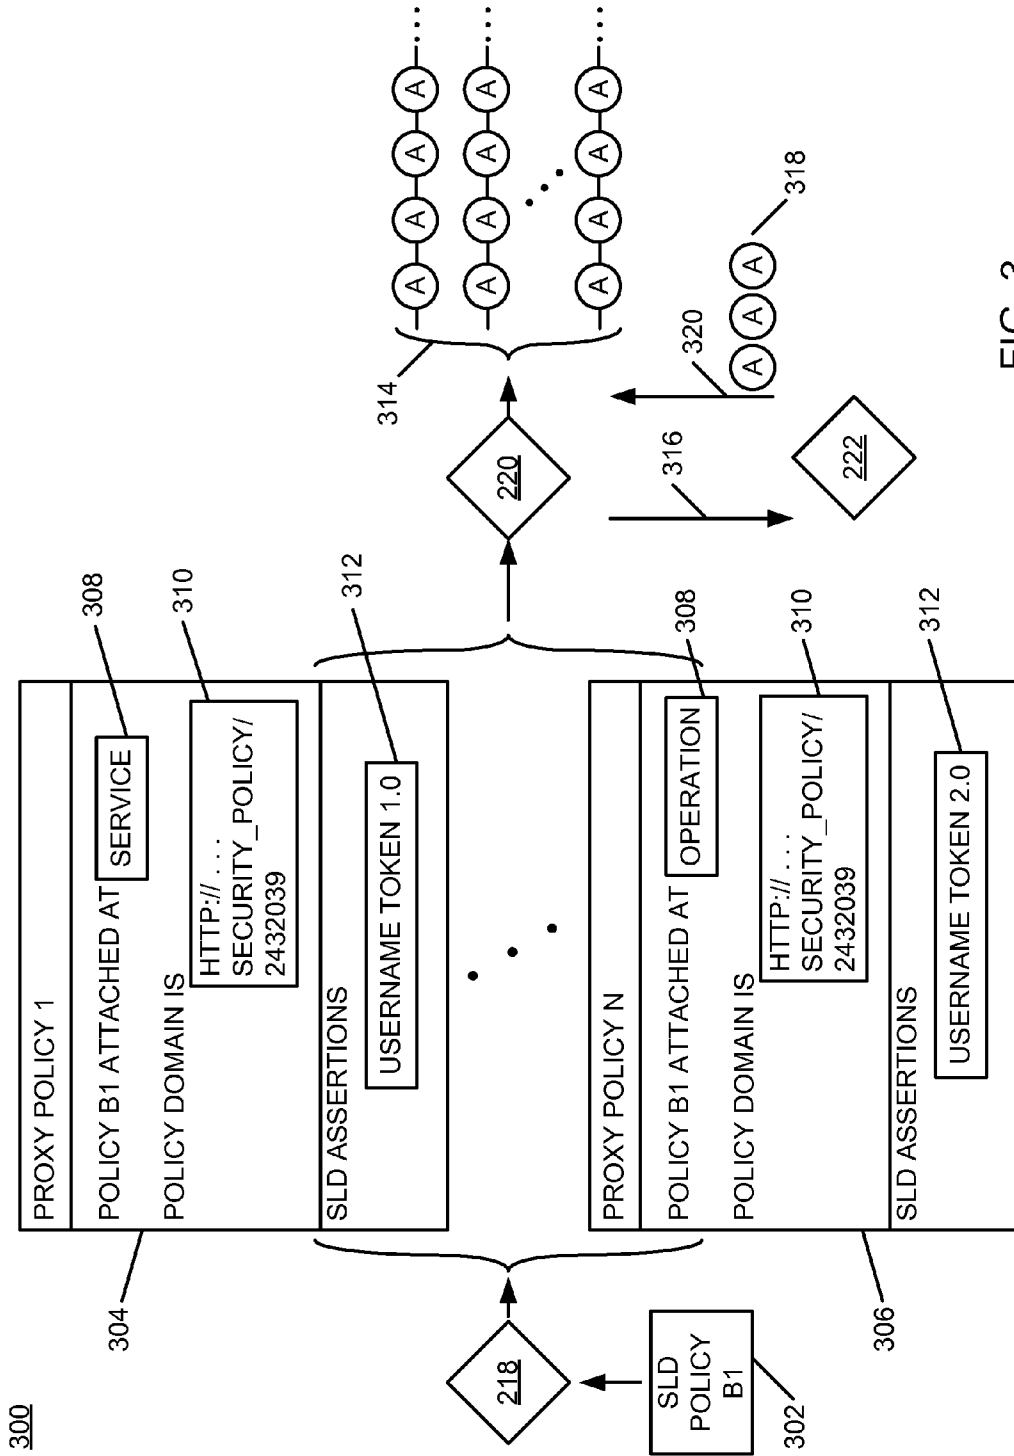 300
PROXY POLICY 1
POLICY B1 ATTACHED AT SERVICE
POLICY DOMAIN IS
HTTP:// . . .
SECURITY_POLICY/
2432039
SLD ASSERTIONS
USERNAME TOKEN 1.0
304
308
310
312
PROXY POLICY N
POLICY B1 ATTACHED AT OPERATION
POLICY DOMAIN IS
HTTP:// . . .
SECURITY_POLICY/
2432039
SLD ASSERTIONS
USERNAME TOKEN 2.0
306
308
310
312
218
SLD
POLICY
B1
302
220
222
314
316
320
318
A A A A
A A A A
A A A A
A A A
FIG. 3